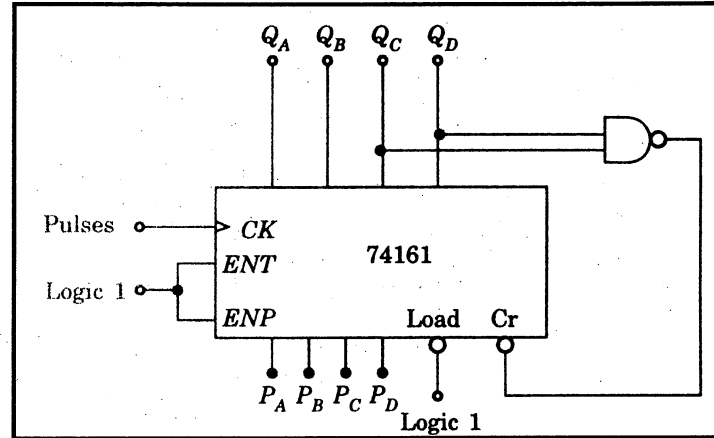 Q_A Q_B Q_C Q_D
Pulses
CK
ENT
74161
Logic 1
ENP
Load Cr
P_A P_B P_C P_D
Logic 1